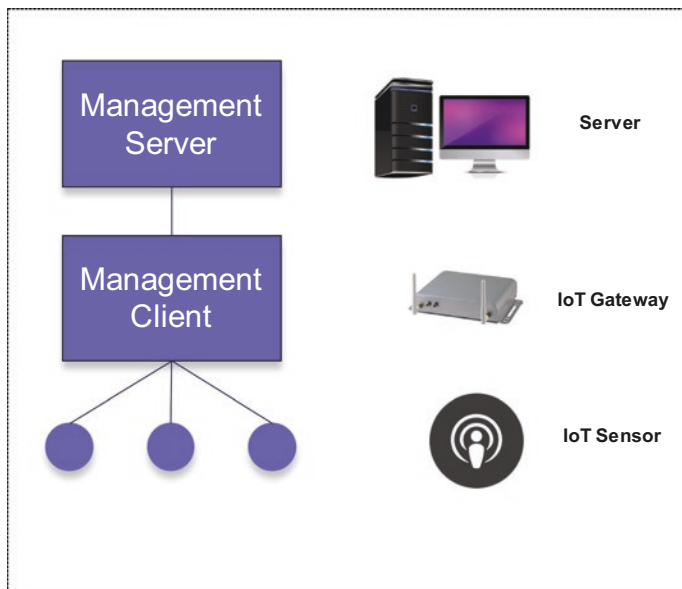 Management
Server
Server
Management
Client
IoT Gateway
IoT Sensor